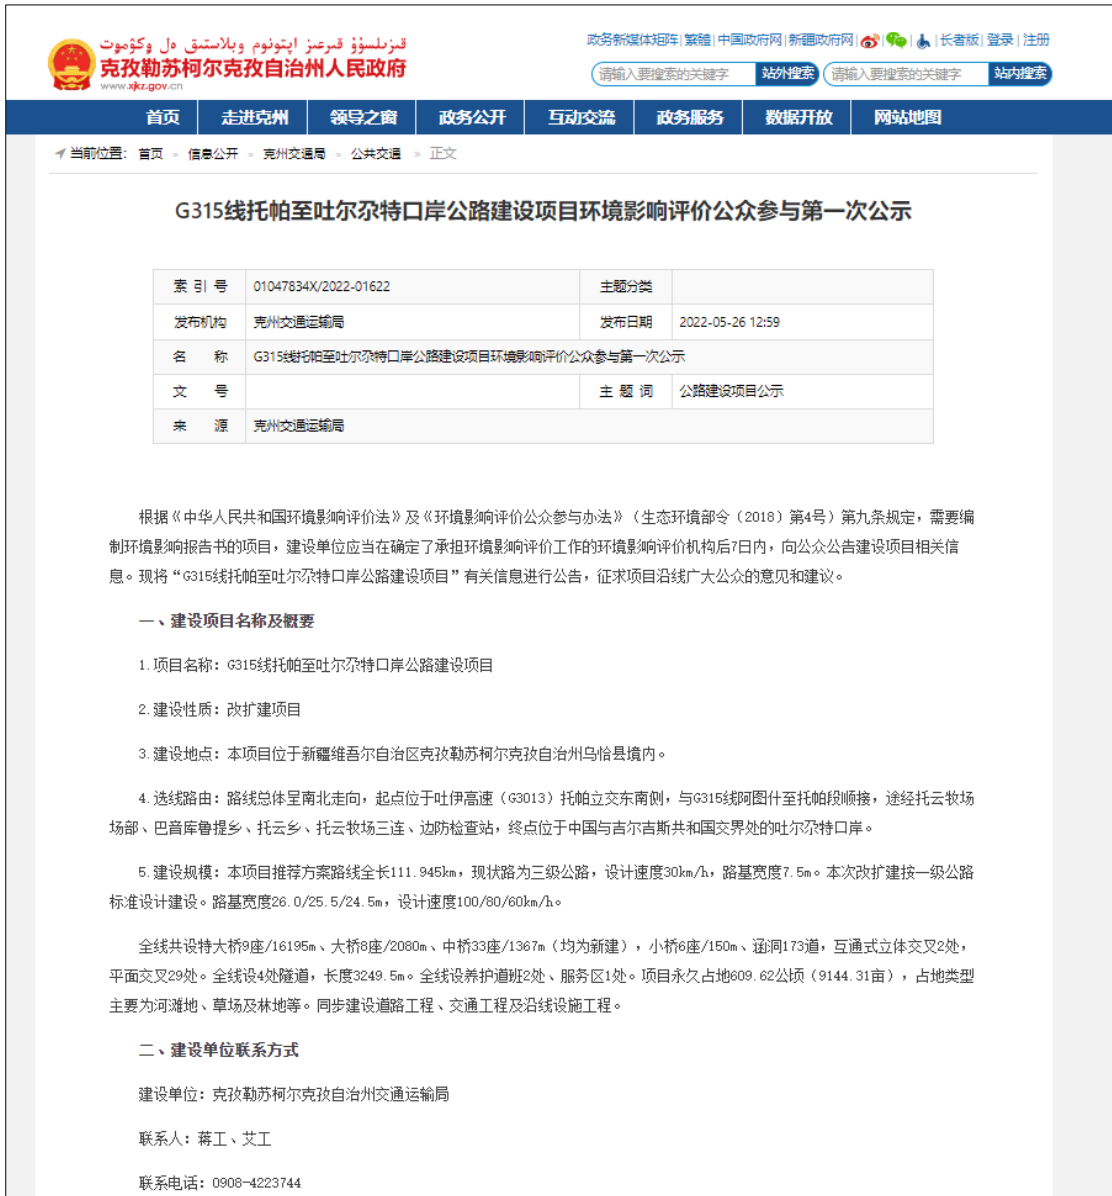 قىزىلسۇۇ قىرعىز اپتونوم وبلاستىق ەل وكۅمۅتۉ
克孜勒苏柯尔克孜自治州人民政府
www.xjkz.gov.cn
政务新媒体矩阵|繁體|中国政府网|新疆政府网| | | |长者版|登录|注册
请输入要搜索的关键字 站外搜索 请输入要搜索的关键字 站内搜索
首页 走进克州 领导之窗 政务公开 互动交流 政务服务 数据开放 网站地图
当前位置: 首页 » 信息公开 » 克州交通局 » 公共交通 » 正文
G315线托帕至吐尔尕特口岸公路建设项目环境影响评价公众参与第一次公示
索 引 号 01047834X/2022-01622 主题分类
发布机构 克州交通运输局 发布日期 2022-05-26 12:59
名 称 G315线托帕至吐尔尕特口岸公路建设项目环境影响评价公众参与第一次公示
文 号 主 题 词 公路建设项目公示
来 源 克州交通运输局
根据《中华人民共和国环境影响评价法》及《环境影响评价公众参与办法》（生态环境部令（2018）第4号）第九条规定，需要编
制环境影响报告书的项目，建设单位应当在确定了承担环境影响评价工作的环境影响评价机构后7日内，向公众公告建设项目相关信
息。现将“G315线托帕至吐尔尕特口岸公路建设项目”有关信息进行公告，征求项目沿线广大公众的意见和建议。
一、建设项目名称及概要
1.项目名称：G315线托帕至吐尔尕特口岸公路建设项目
2.建设性质：改扩建项目
3.建设地点：本项目位于新疆维吾尔自治区克孜勒苏柯尔克孜自治州乌恰县境内。
4.选线路由：路线总体呈南北走向，起点位于吐伊高速（G3013）托帕立交东南侧，与G315线阿图什至托帕段顺接，途经托云牧场
场部、巴音库鲁提乡、托云乡、托云牧场三连、边防检查站，终点位于中国与吉尔吉斯共和国交界处的吐尔尕特口岸。
5.建设规模：本项目推荐方案路线全长111.945km，现状路为三级公路，设计速度30km/h，路基宽度7.5m。本次改扩建按一级公路
标准设计建设。路基宽度26.0/25.5/24.5m，设计速度100/80/60km/h。
全线共设特大桥9座/16195m、大桥8座/2080m、中桥33座/1367m（均为新建），小桥6座/150m、涵洞173道，互通式立体交叉2处，
平面交叉29处。全线设4处隧道，长度3249.5m。全线设养护道班2处、服务区1处。项目永久占地609.62公顷（9144.31亩），占地类型
主要为河滩地、草场及林地等。同步建设道路工程、交通工程及沿线设施工程。
二、建设单位联系方式
建设单位：克孜勒苏柯尔克孜自治州交通运输局
联系人：蒋工、艾工
联系电话：0908-4223744